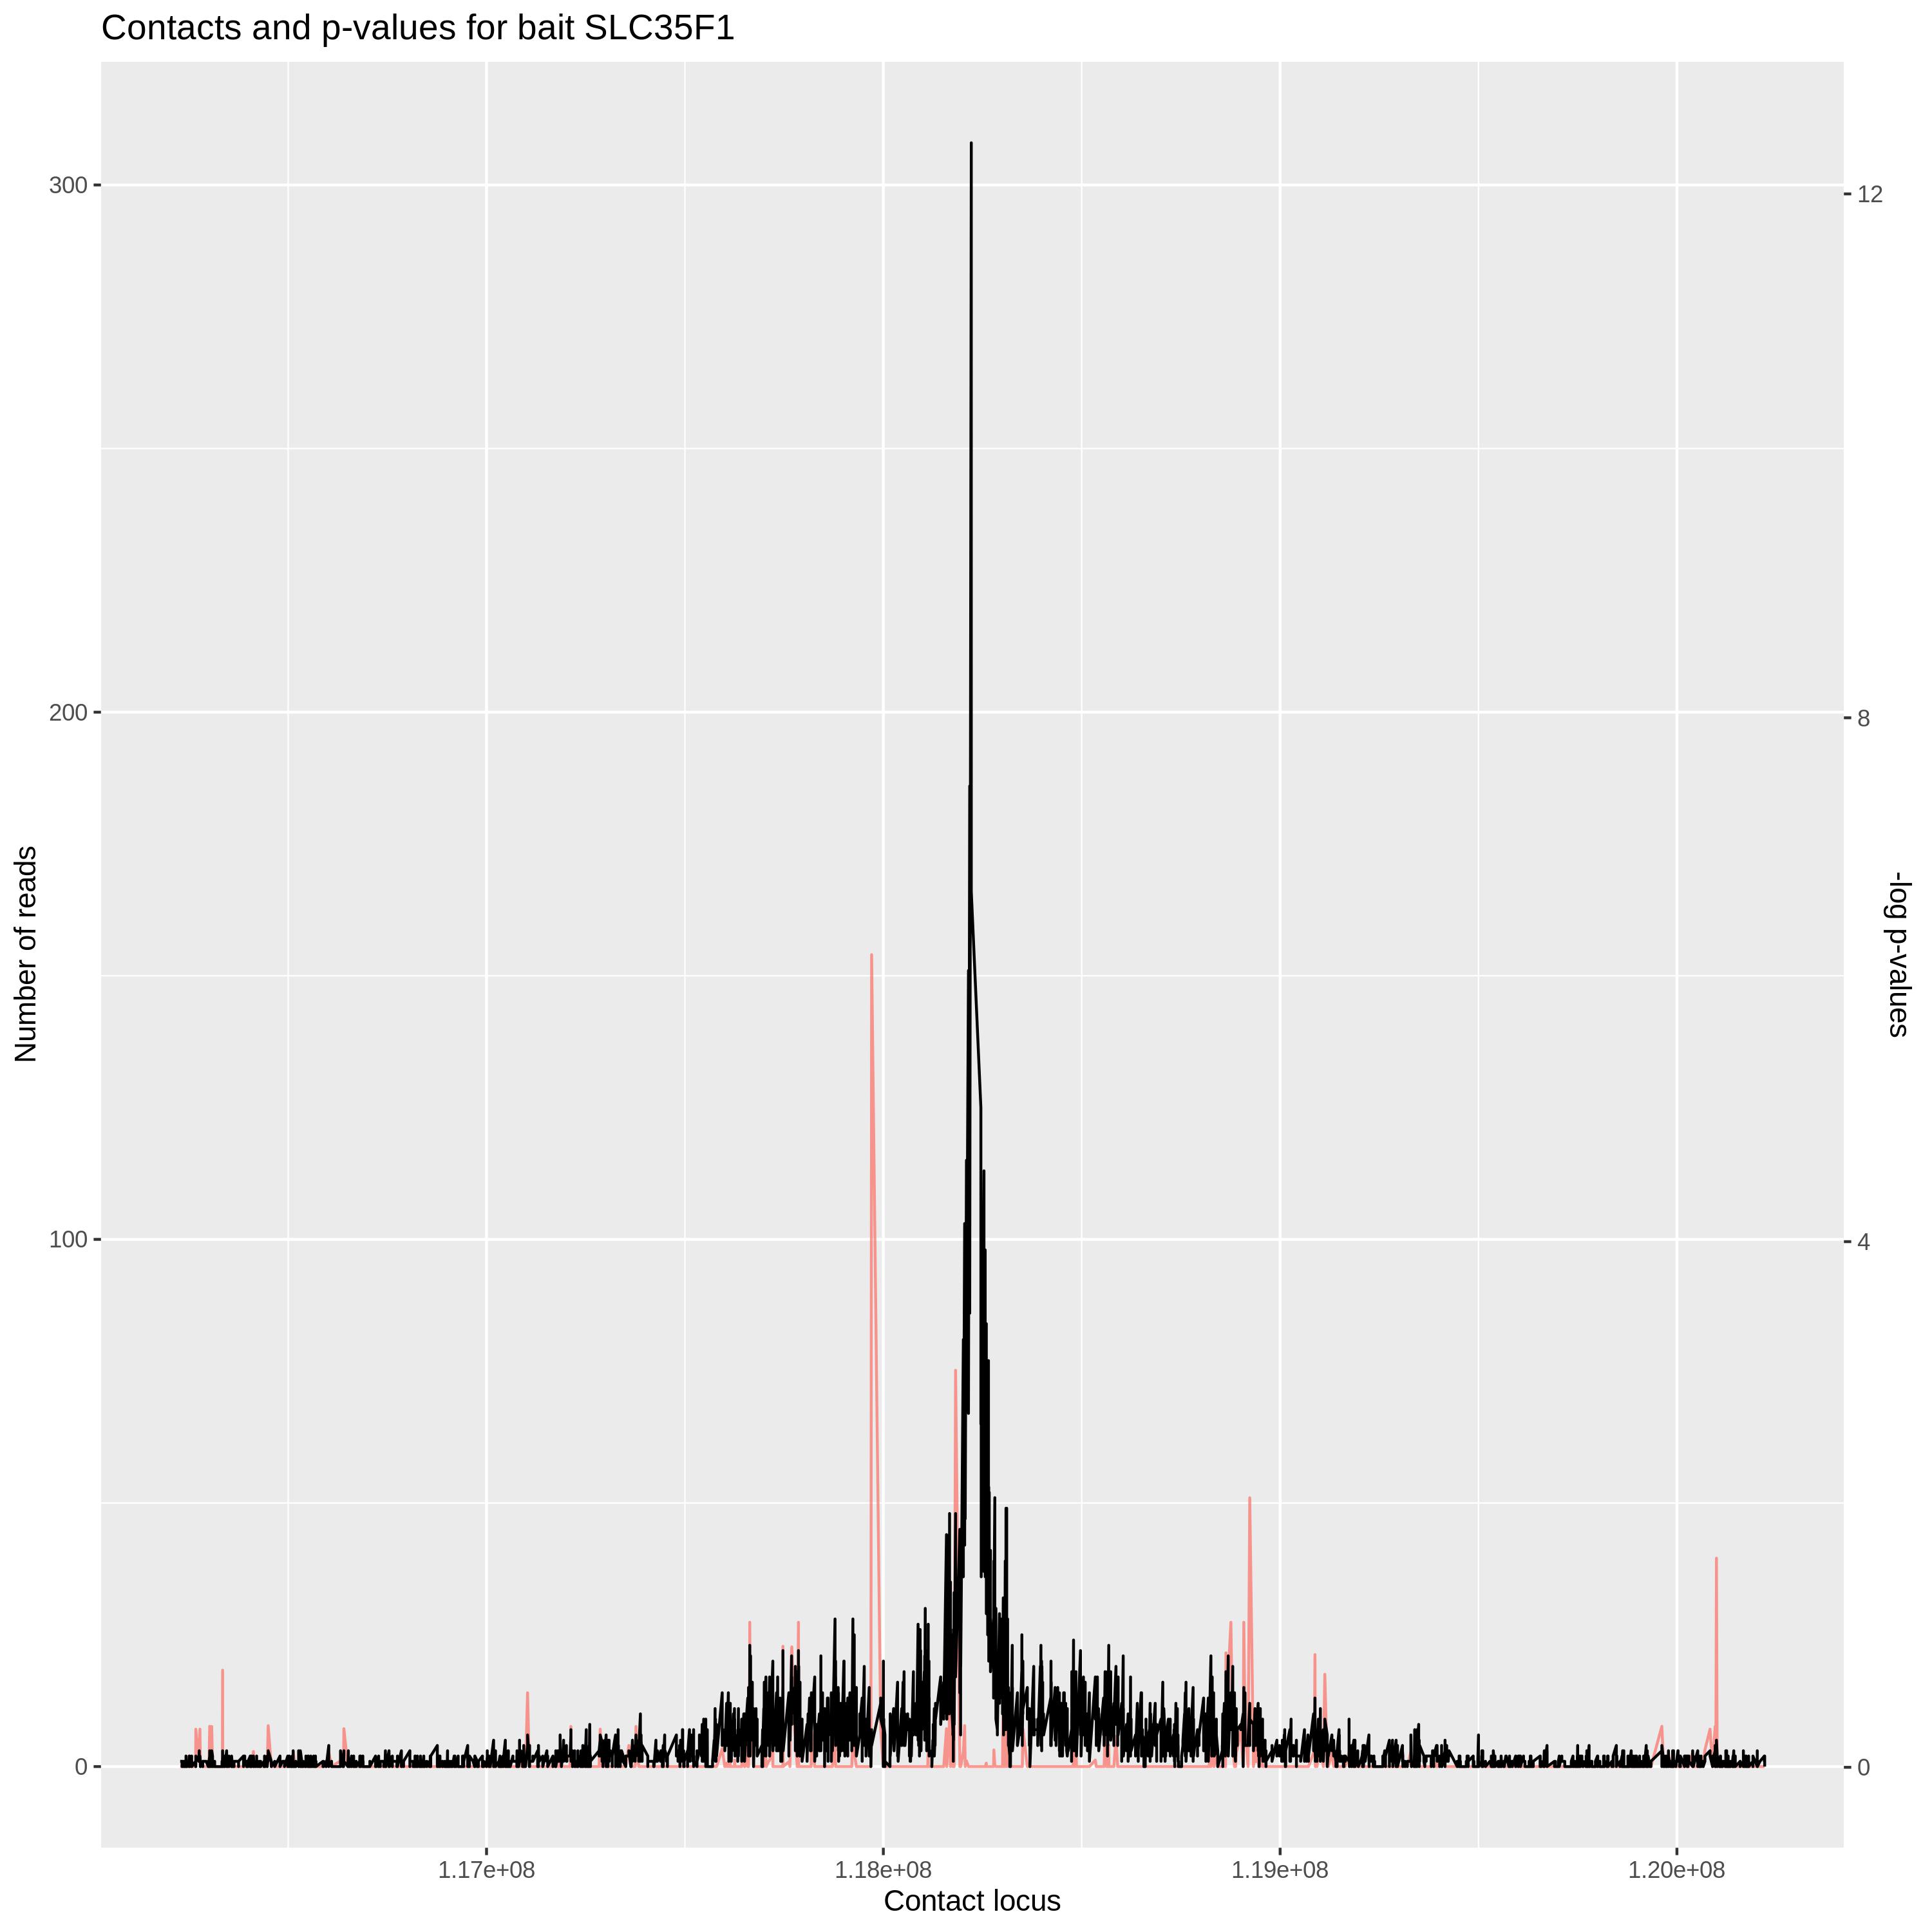 Contacts and p-values for bait SLC35F1
300
200
100
0
12
8
4
0
Number of reads
-log p-values
1.17e+08
1.18e+08
1.19e+08
1.20e+08
Contact locus